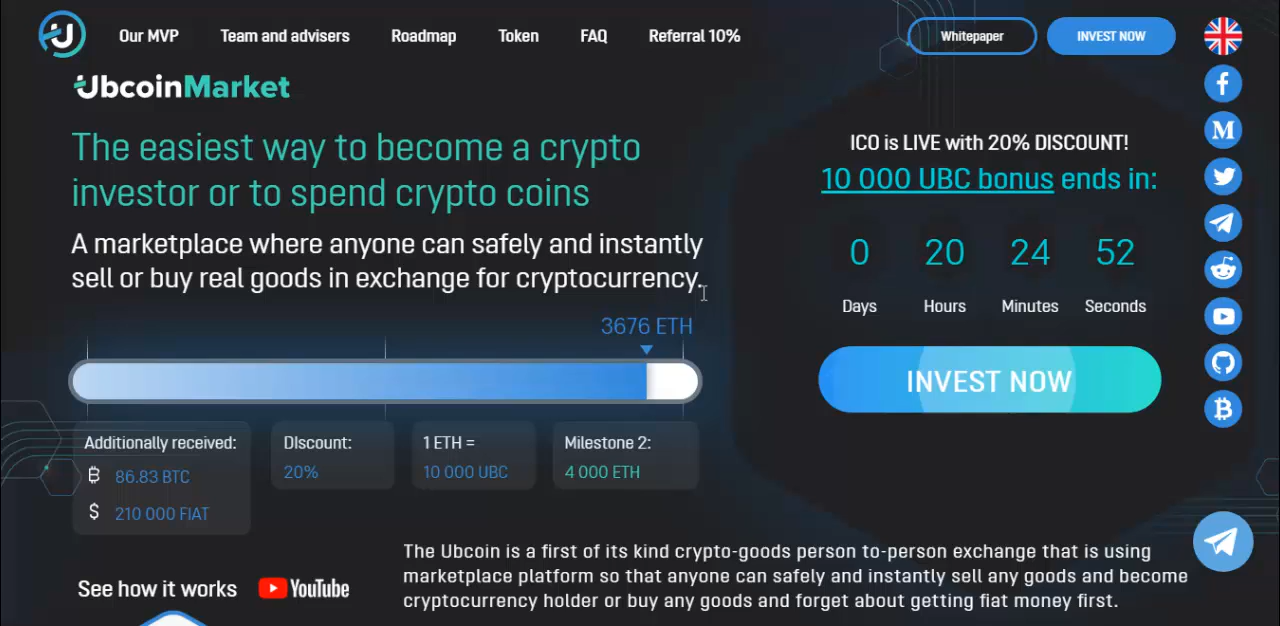 Our MVP
Team and advisers
Roadmap
Token
FAQ
Referral 10%
Whitepaper
INVEST NOW
UbcoinMarket
The easiest way to become a crypto
investor or to spend crypto coins
A marketplace where anyone can safely and instantly
sell or buy real goods in exchange for cryptocurrency.
3676 ETH
Additionally received:
86.83 BTC
$ 210 000 FIAT
DIscount:
20%
1 ETH =
10 000 UBC
Milestone 2:
4 000 ETH
ICO is LIVE with 20% DISCOUNT!
10 000 UBC bonus ends in:
0 20 24 52
Days Hours Minutes Seconds
INVEST NOW
See how it works
YouTube
The Ubcoin is a first of its kind crypto-goods person to-person exchange that is using
marketplace platform so that anyone can safely and instantly sell any goods and become
cryptocurrency holder or buy any goods and forget about getting fiat money first.